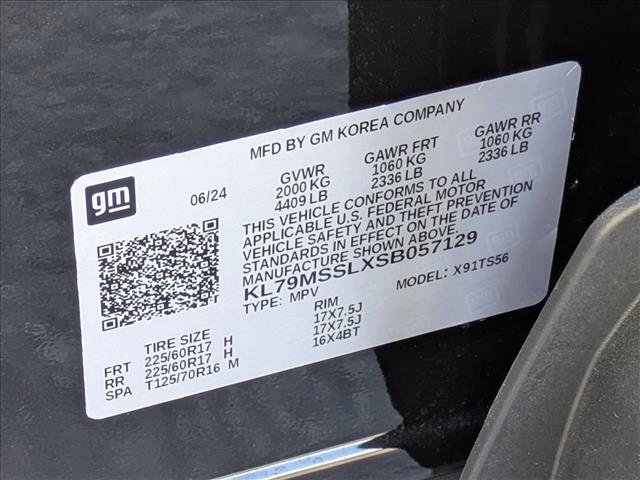 MFD BY GM KOREA COMPANY
gm
06/24
GVWR GAWR FRT GAWR RR
2000 KG 1060 KG 1060 KG
4409 LB 2336 LB 2336 LB
THIS VEHICLE CONFORMS TO ALL
APPLICABLE U.S. FEDERAL MOTOR
VEHICLE SAFETY AND THEFT PREVENTION
STANDARDS IN EFFECT ON THE DATE OF
MANUFACTURE SHOWN ABOVE.
KL79MSSLXSB057129
TYPE: MPV MODEL: X91TS56
TIRE SIZE RIM
FRT 225/60R17 H 17X7.5J
RR 225/60R17 H 17X7.5J
SPA T125/70R16 M 16X4BT